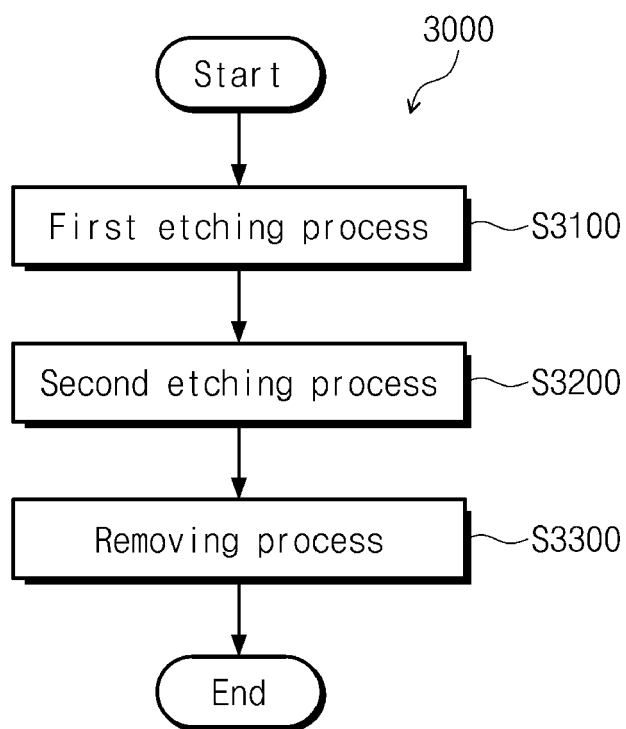 3000
Start
First etching process
S3100
Second etching process
S3200
Removing process
S3300
End